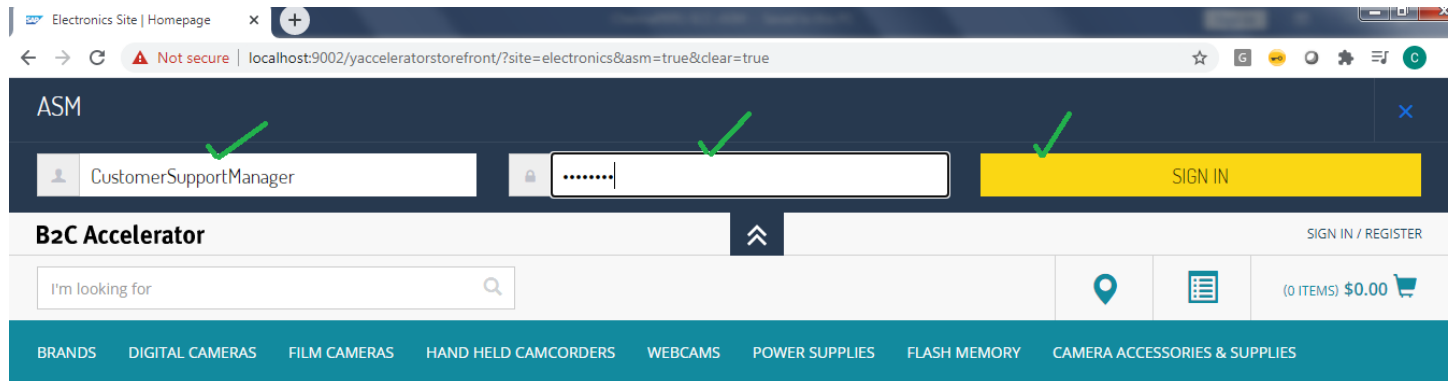 Electronics Site | Homepage
Not secure | localhost:9002/yacceleratorstorefront/?site=electronics&asm=true&clear=true
G
C
ASM
CustomerSupportManager
••••••••
SIGN IN
B2C Accelerator
SIGN IN / REGISTER
I'm looking for
(0 ITEMS) $0.00
BRANDS DIGITAL CAMERAS FILM CAMERAS HAND HELD CAMCORDERS WEBCAMS POWER SUPPLIES FLASH MEMORY CAMERA ACCESSORIES & SUPPLIES